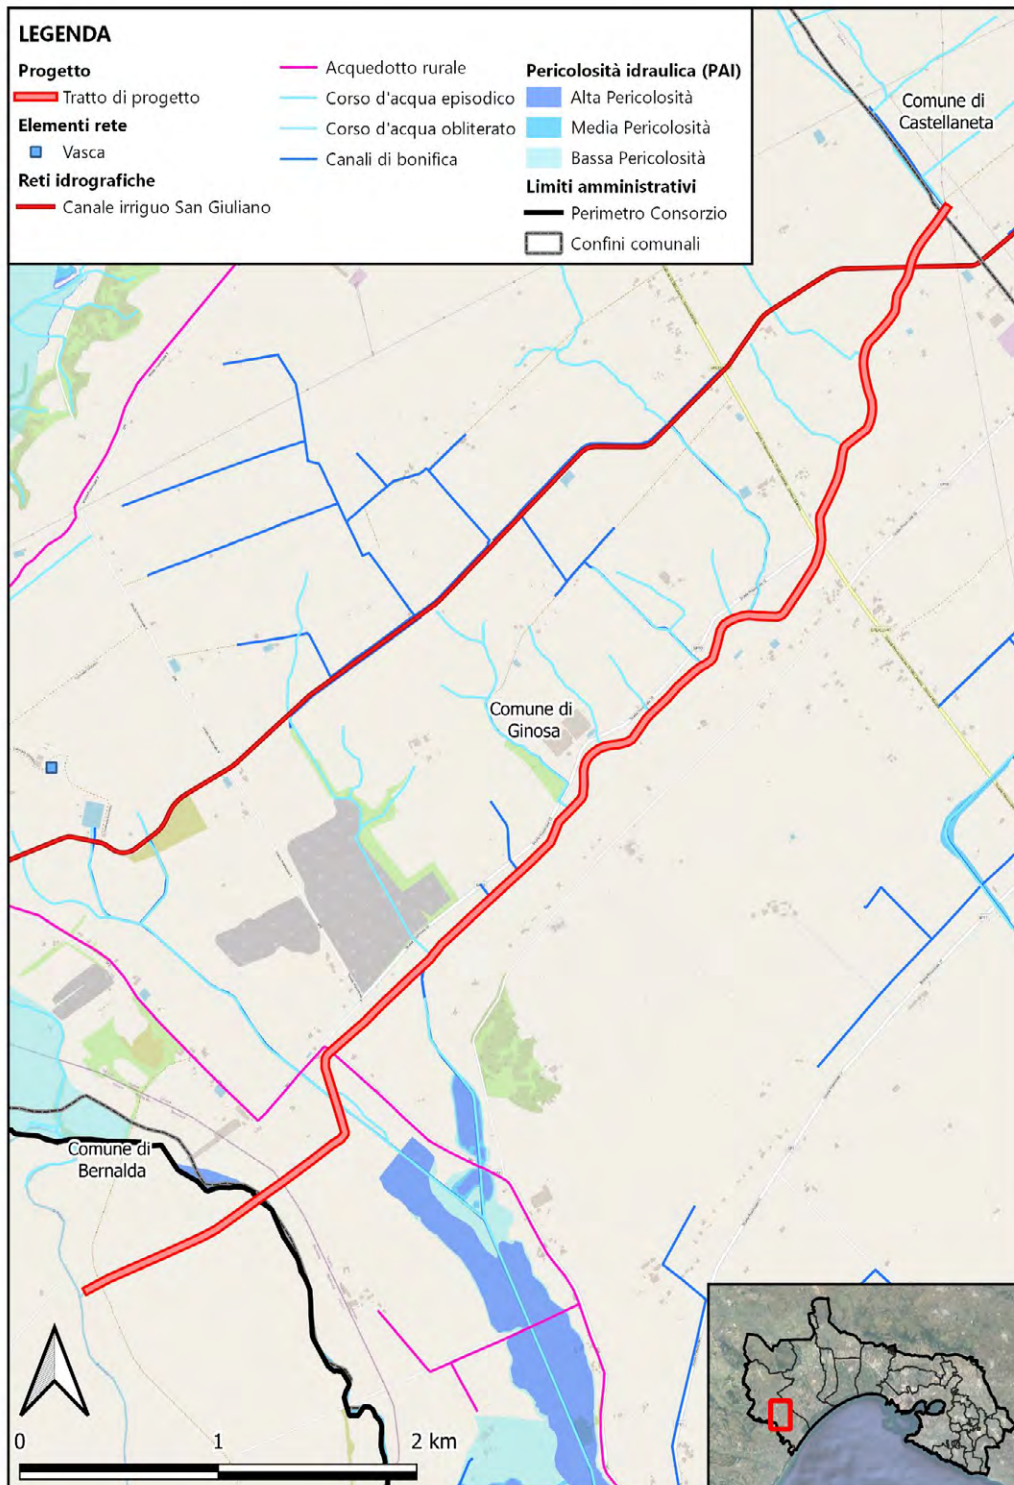 LEGENDA
Progetto
Tratto di progetto
Elementi rete
Vasca
Reti idrografiche
Canale irriguo San Giuliano
Acquedotto rurale
Corso d'acqua episodico
Corso d'acqua obliterato
Canali di bonifica
Pericolosità idraulica (PAI)
Alta Pericolosità
Media Pericolosità
Bassa Pericolosità
Limiti amministrativi
Perimetro Consorzio
Confini comunali
Comune di
Castellaneta
Comune di
Ginosa
Comune di
Bernalda
0
1
2 km